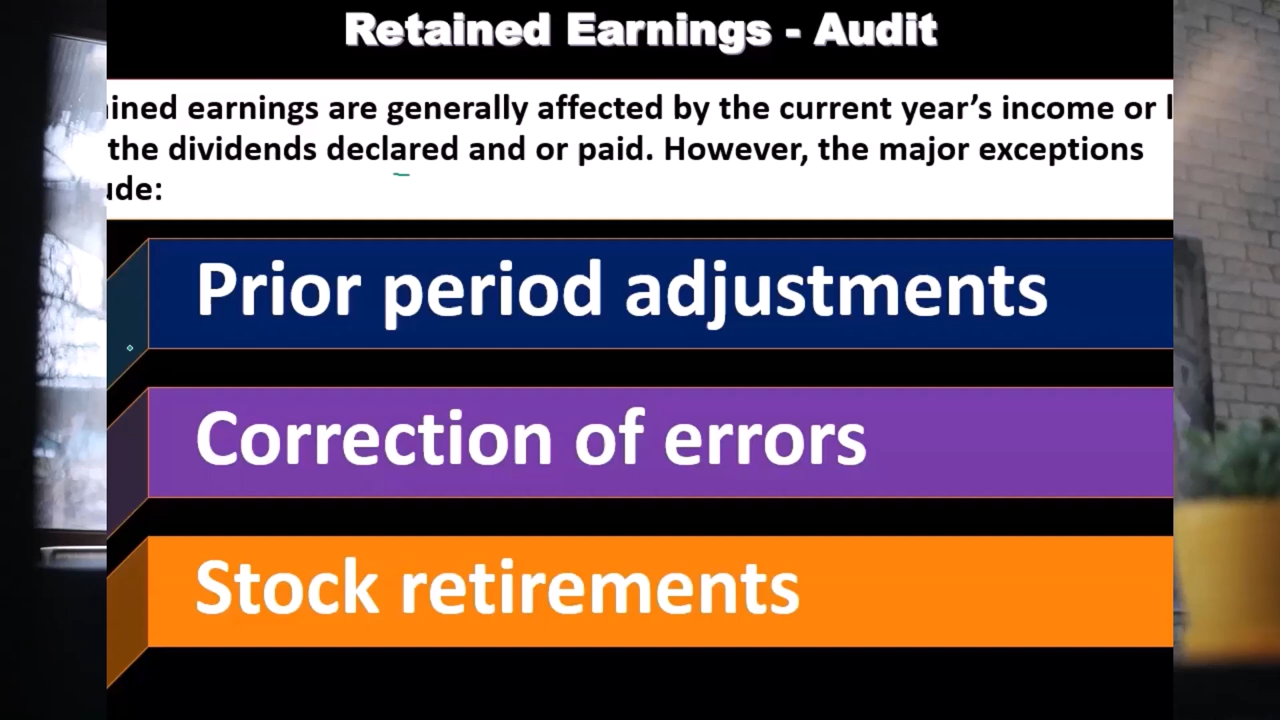 Retained Earnings - Audit
ained earnings are generally affected by the current year's income or l
the dividends declared and or paid. However, the major exceptions
ude:
Prior period adjustments
Correction of errors
Stock retirements